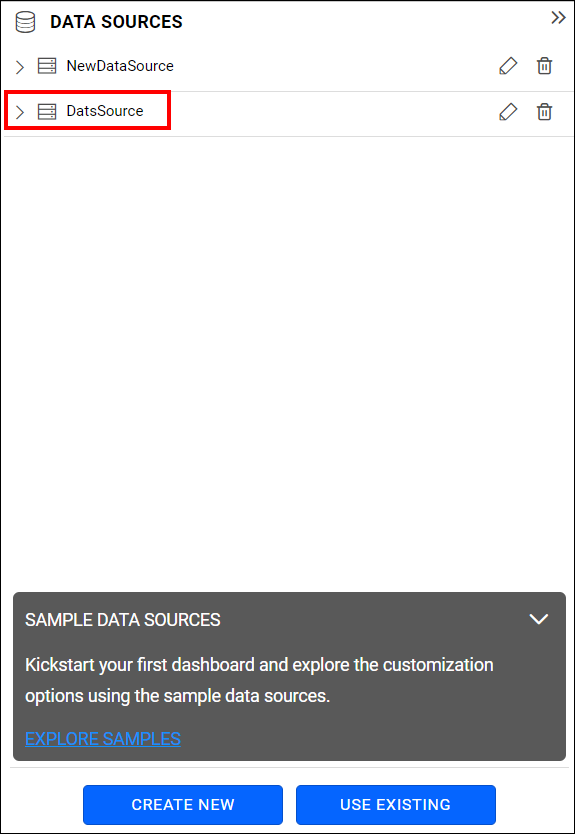 DATA SOURCES
NewDataSource
DatsSource
SAMPLE DATA SOURCES
Kickstart your first dashboard and explore the customization
options using the sample data sources.
EXPLORE SAMPLES
CREATE NEW
USE EXISTING